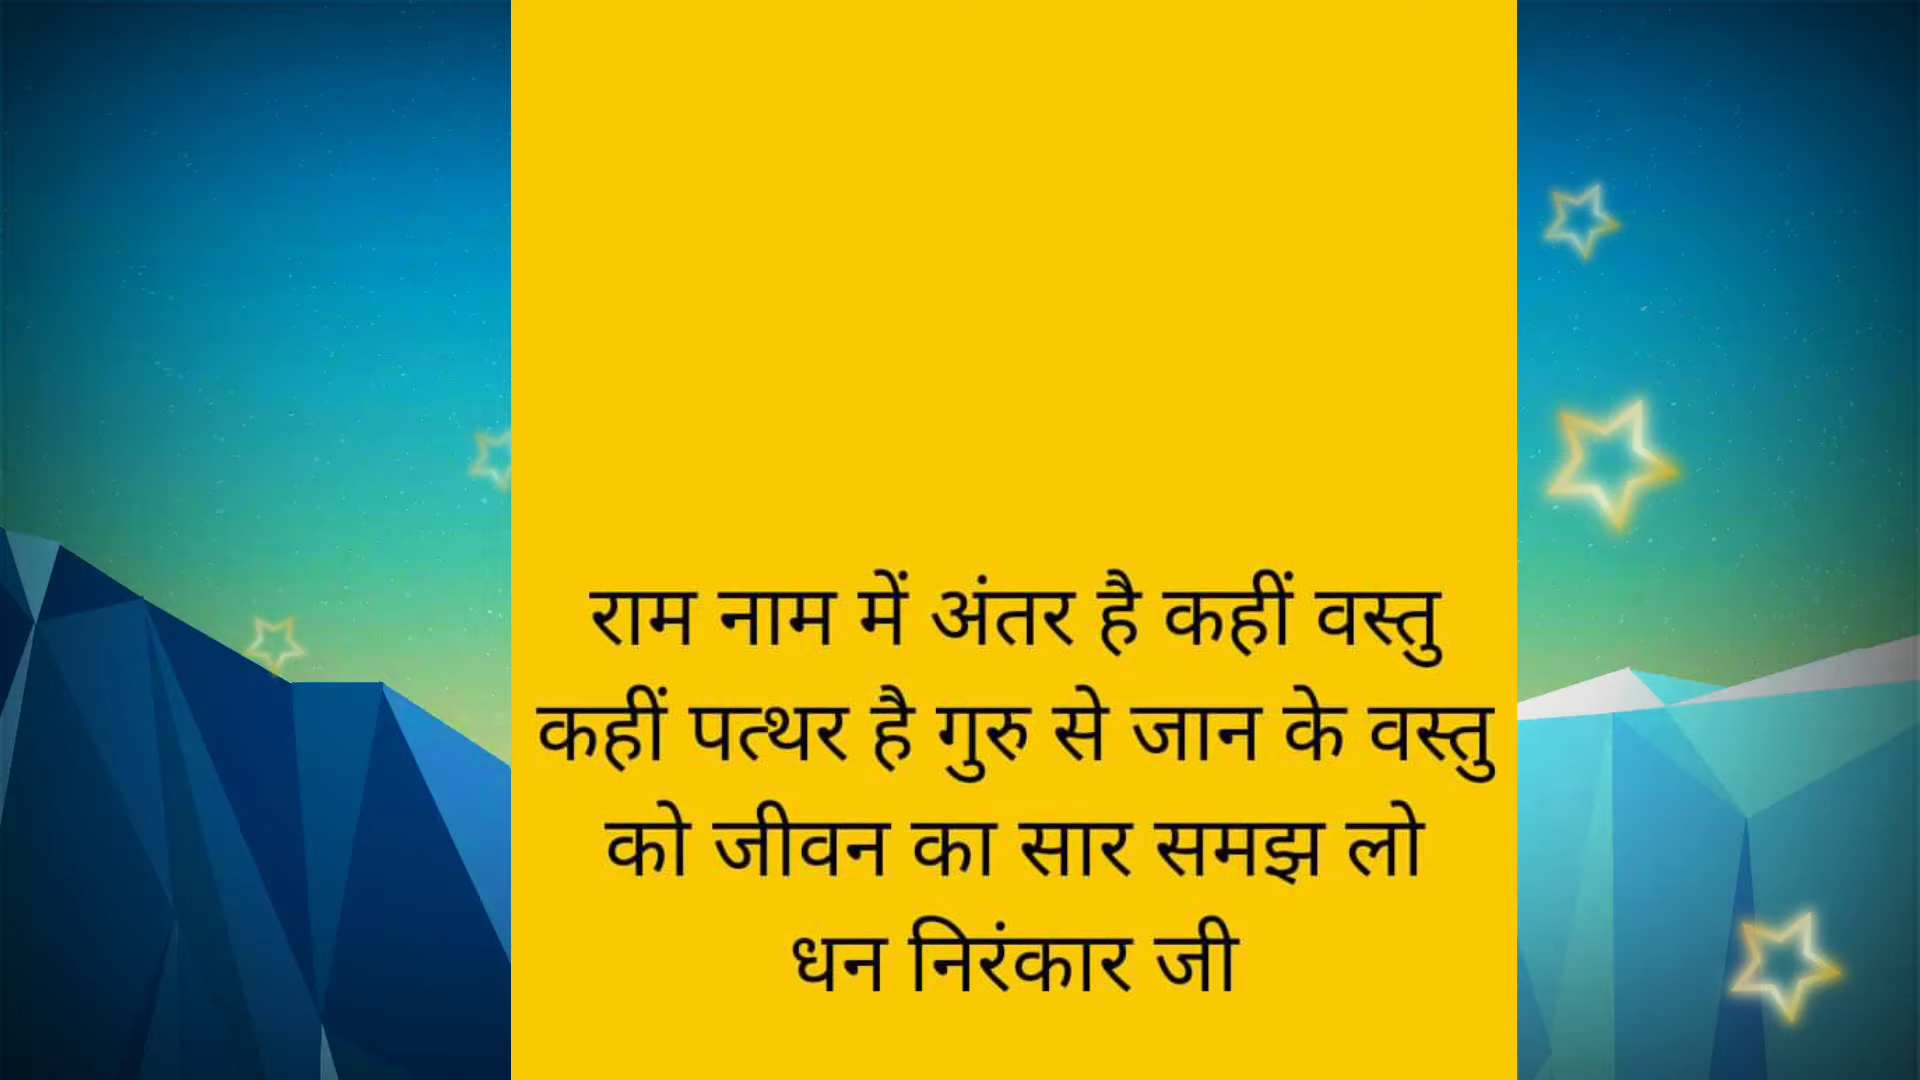 राम नाम में अंतर है कहीं वस्तु
कहीं पत्थर है गुरु से जान के वस्तु
को जीवन का सार समझ लो
धन निरंकार जी